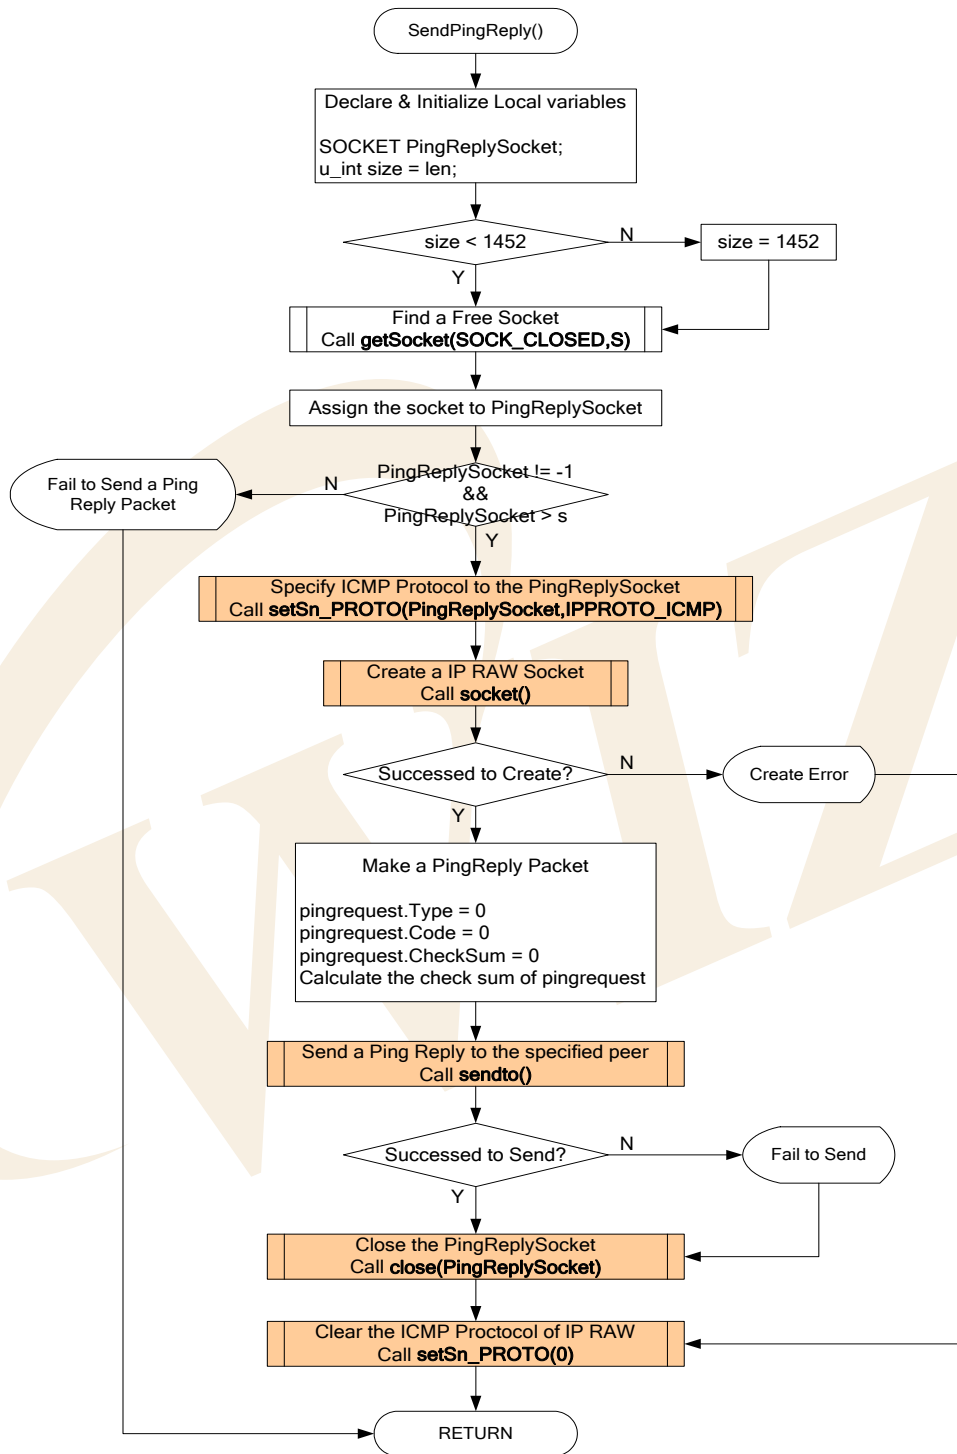 SendPingReply()
Declare & Initialize Local variables
SOCKET PingReplySocket;
u_int size = len;
size < 1452
N
size = 1452
Y
Find a Free Socket
Call getSocket(SOCK_CLOSED,S)
Assign the socket to PingReplySocket
PingReplySocket != -1
&&
PingReplySocket > s
N
Fail to Send a Ping
Reply Packet
Y
Specify ICMP Protocol to the PingReplySocket
Call setSn_PROTO(PingReplySocket,IPPROTO_ICMP)
Create a IP RAW Socket
Call socket()
Successed to Create?
N
Create Error
Y
Make a PingReply Packet
pingrequest.Type = 0
pingrequest.Code = 0
pingrequest.CheckSum = 0
Calculate the check sum of pingrequest
Send a Ping Reply to the specified peer
Call sendto()
Successed to Send?
N
Fail to Send
Y
Close the PingReplySocket
Call close(PingReplySocket)
Clear the ICMP Proctocol of IP RAW
Call setSn_PROTO(0)
RETURN
WIZ